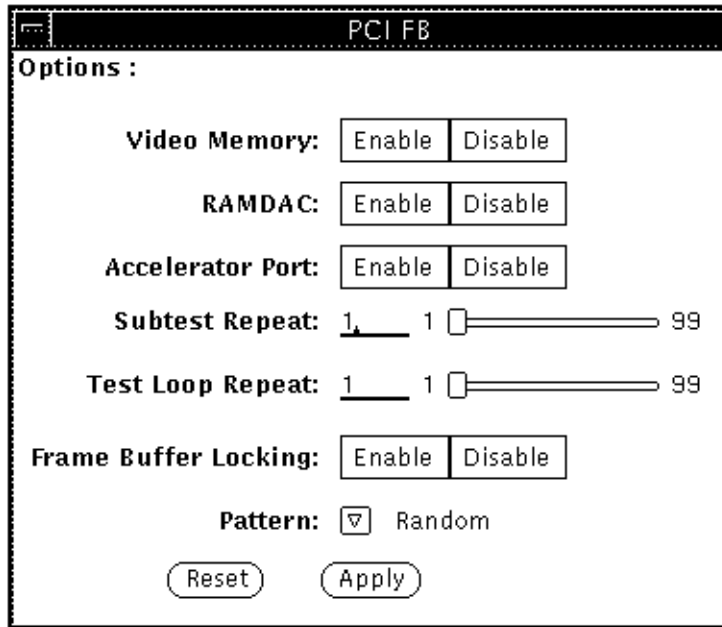 PCI FB
Options :
Video Memory: Enable Disable
RAMDAC: Enable Disable
Accelerator Port: Enable Disable
Subtest Repeat: 1 1 99
Test Loop Repeat: 1 1 99
Frame Buffer Locking: Enable Disable
Pattern: Random
Reset Apply